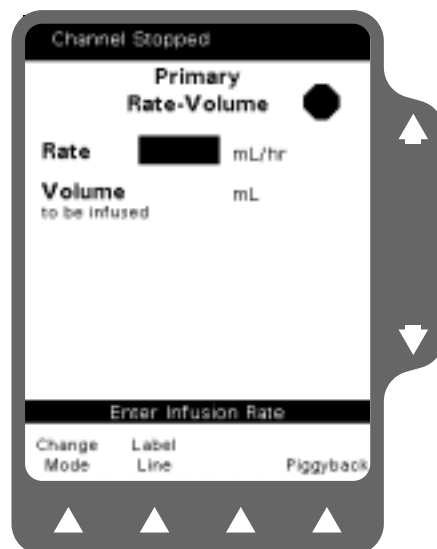 Channel Stopped
Primary
Rate-Volume
Rate mL/hr
Volume mL
to be infused
Enter Infusion Rate
Change Label
Mode Line Piggyback